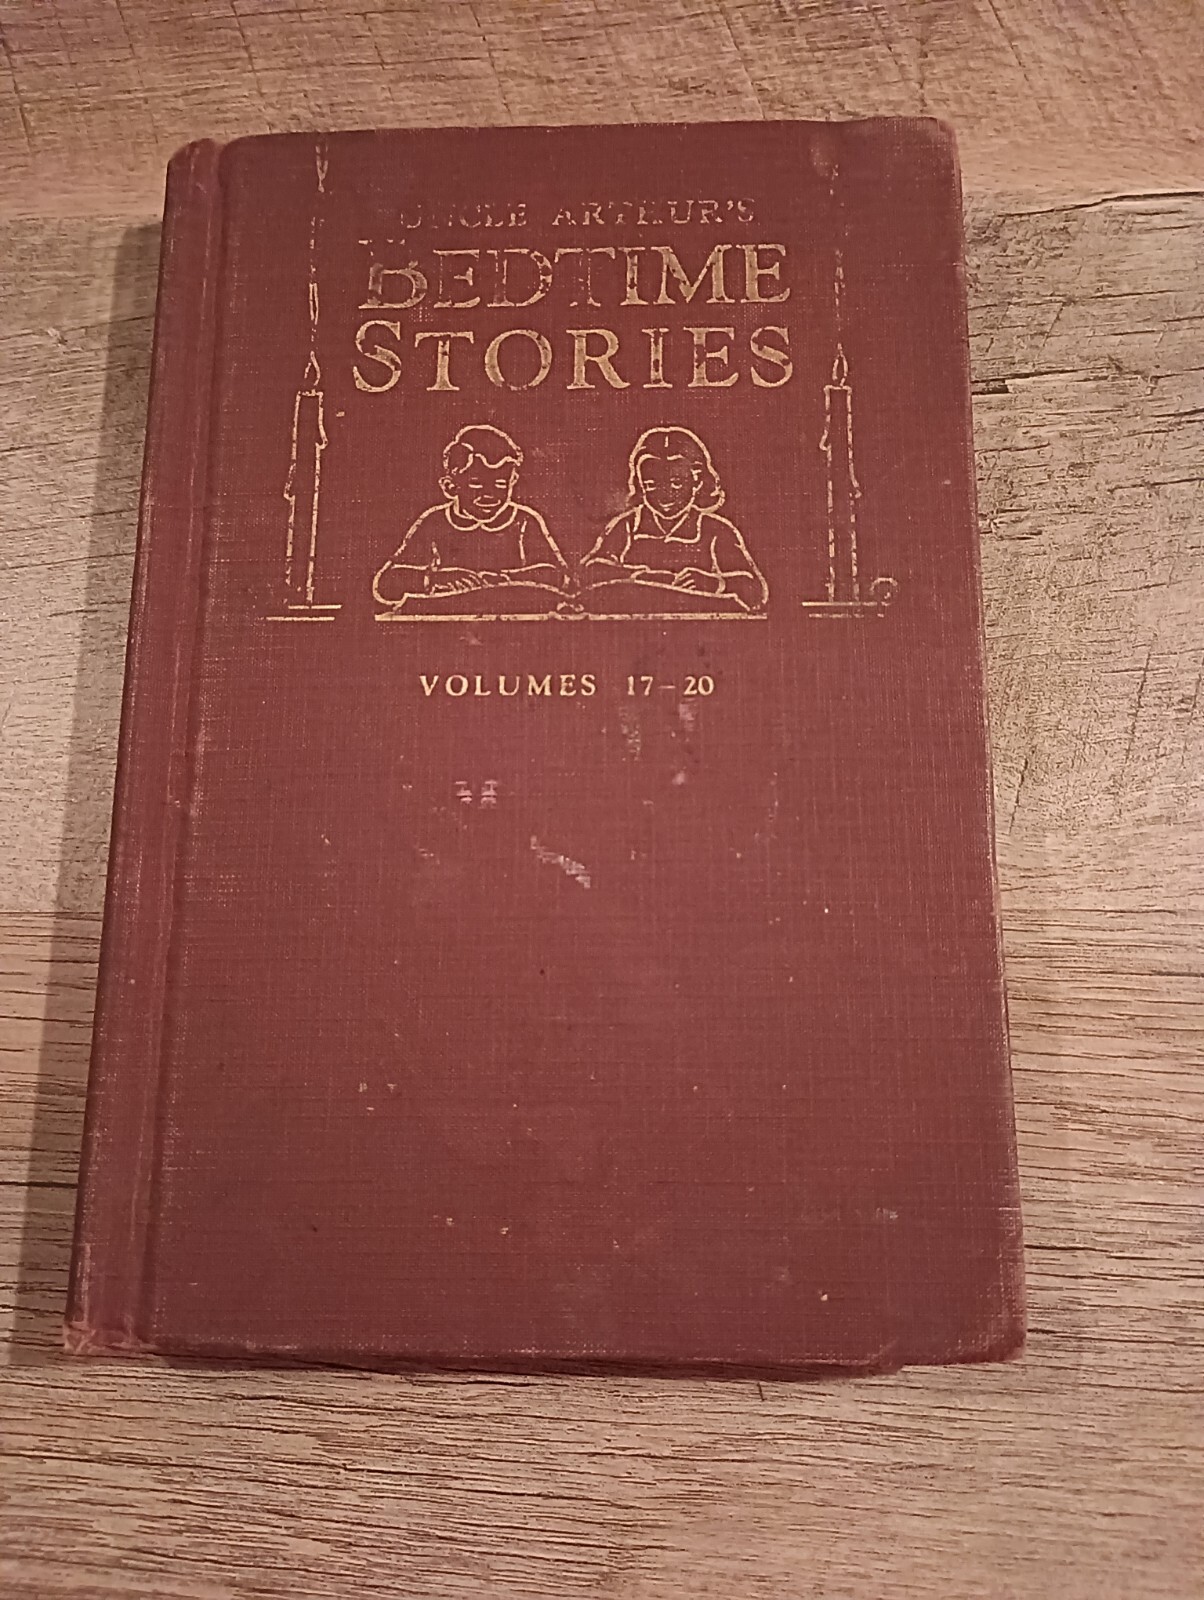 UNCLE ARTHUR'S
BEDTIME
STORIES
VOLUMES 17-20